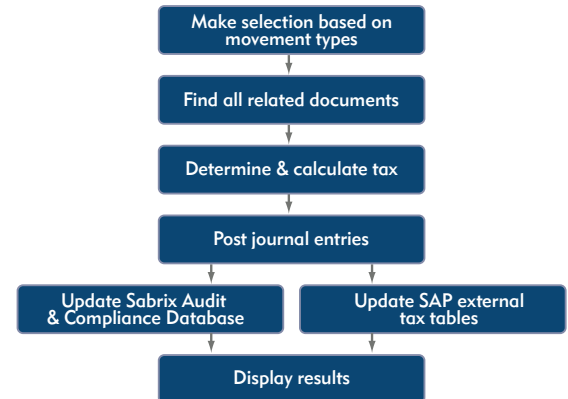 Make selection based on
movement types
Find all related documents
Determine & calculate tax
Post journal entries
Update Sabrix Audit
& Compliance Database
Update SAP external
tax tables
Display results